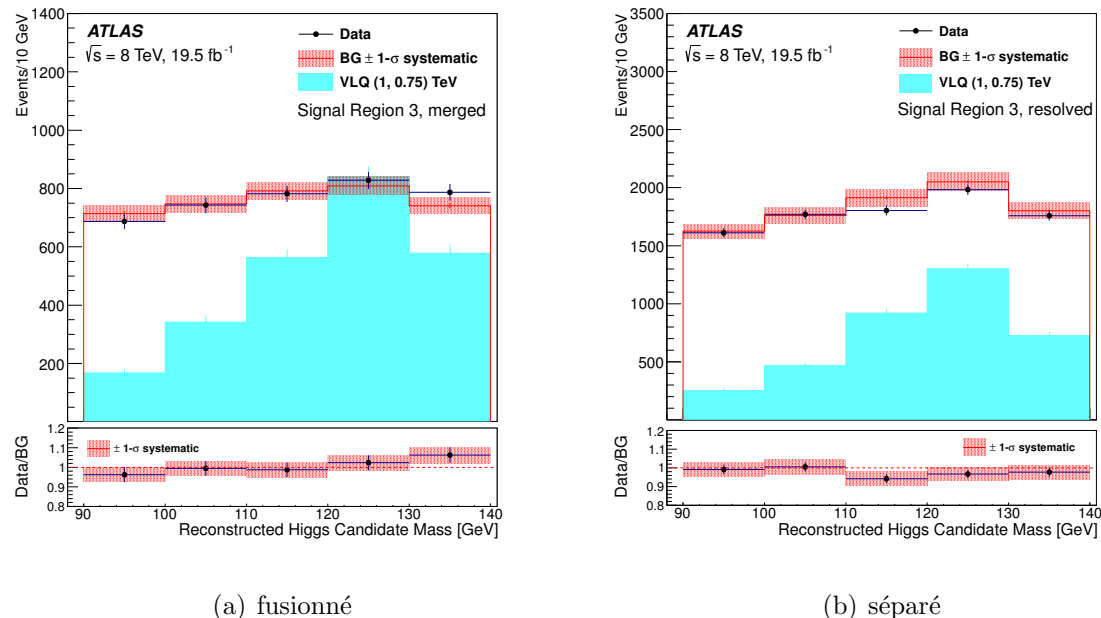 Events/10 GeV
1400
1200
1000
800
600
400
200
ATLAS
√s = 8 TeV, 19.5 fb-1
Data
BG ± 1-σ systematic
VLQ (1, 0.75) TeV
Signal Region 3, merged
Data/BG
1.2
1.1
1
0.9
0.8
± 1-σ systematic
90 100 110 120 130 140
Reconstructed Higgs Candidate Mass [GeV]
(a) fusionné
Events/10 GeV
3500
3000
2500
2000
1500
1000
500
ATLAS
√s = 8 TeV, 19.5 fb-1
Data
BG ± 1-σ systematic
VLQ (1, 0.75) TeV
Signal Region 3, resolved
Data/BG
1.2
1.1
1
0.9
0.8
± 1-σ systematic
90 100 110 120 130 140
Reconstructed Higgs Candidate Mass [GeV]
(b) séparé